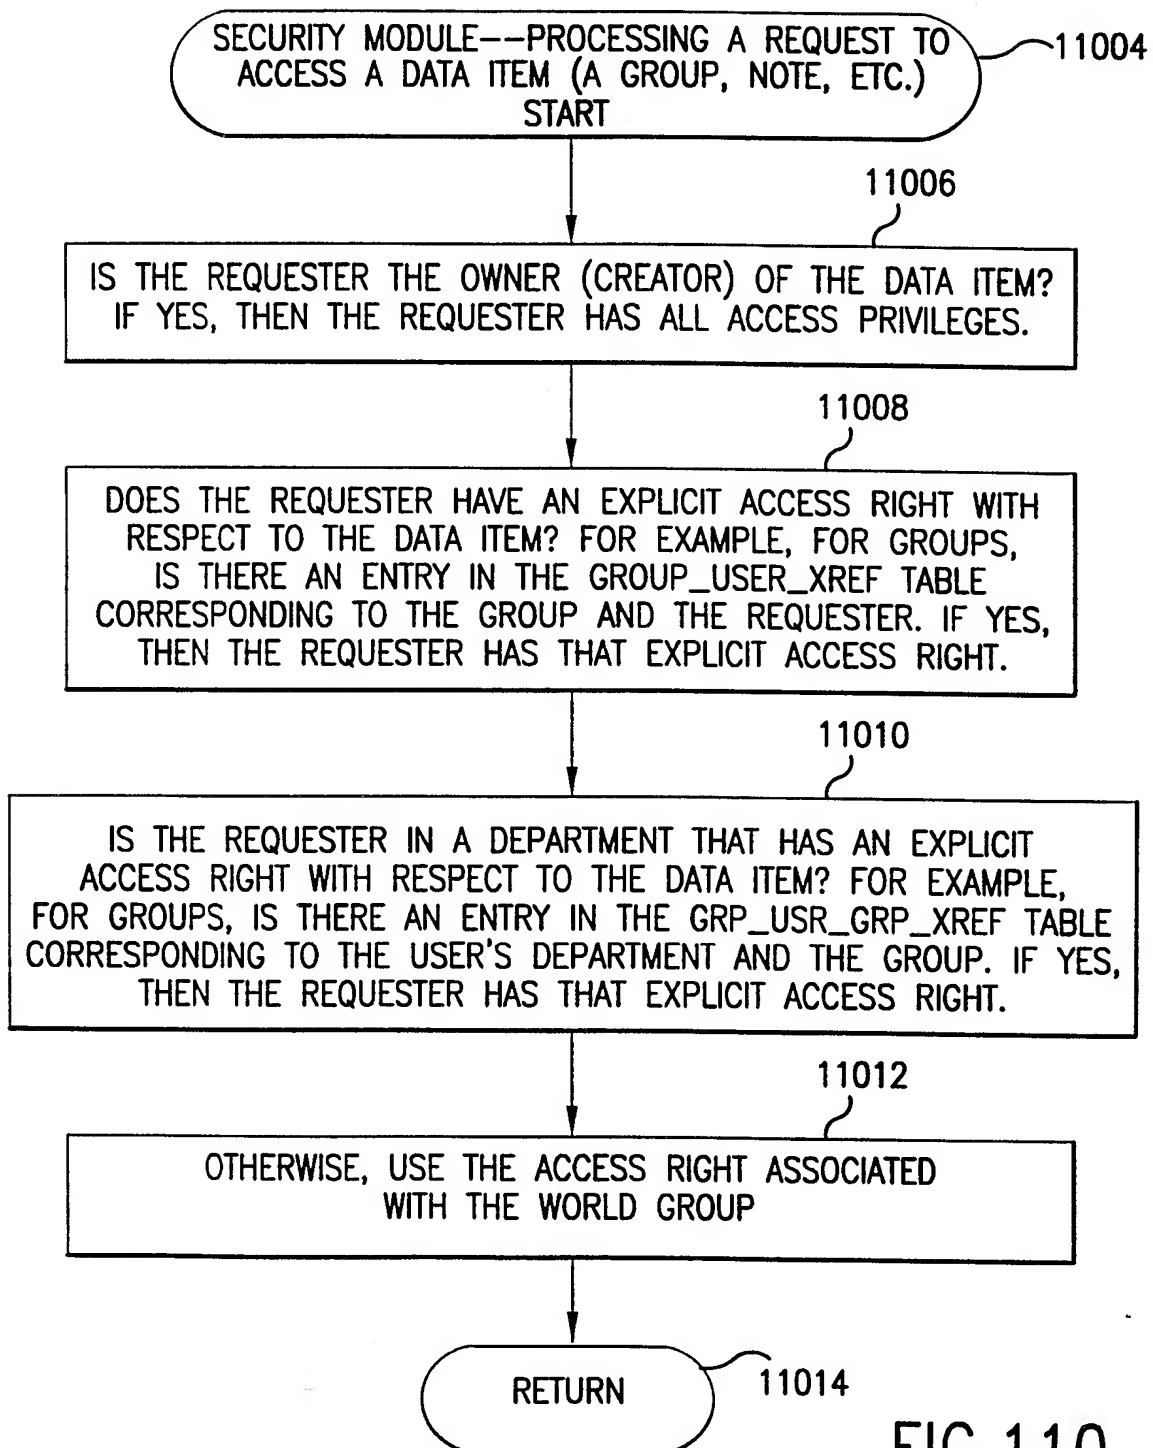 SECURITY MODULE--PROCESSING A REQUEST TO
ACCESS A DATA ITEM (A GROUP, NOTE, ETC.)
START
11004
11006
IS THE REQUESTER THE OWNER (CREATOR) OF THE DATA ITEM?
IF YES, THEN THE REQUESTER HAS ALL ACCESS PRIVILEGES.
11008
DOES THE REQUESTER HAVE AN EXPLICIT ACCESS RIGHT WITH
RESPECT TO THE DATA ITEM? FOR EXAMPLE, FOR GROUPS,
IS THERE AN ENTRY IN THE GROUP_USER_XREF TABLE
CORRESPONDING TO THE GROUP AND THE REQUESTER. IF YES,
THEN THE REQUESTER HAS THAT EXPLICIT ACCESS RIGHT.
11010
IS THE REQUESTER IN A DEPARTMENT THAT HAS AN EXPLICIT
ACCESS RIGHT WITH RESPECT TO THE DATA ITEM? FOR EXAMPLE,
FOR GROUPS, IS THERE AN ENTRY IN THE GRP_USR_GRP_XREF TABLE
CORRESPONDING TO THE USER'S DEPARTMENT AND THE GROUP. IF YES,
THEN THE REQUESTER HAS THAT EXPLICIT ACCESS RIGHT.
11012
OTHERWISE, USE THE ACCESS RIGHT ASSOCIATED
WITH THE WORLD GROUP
RETURN
11014
FIG.110